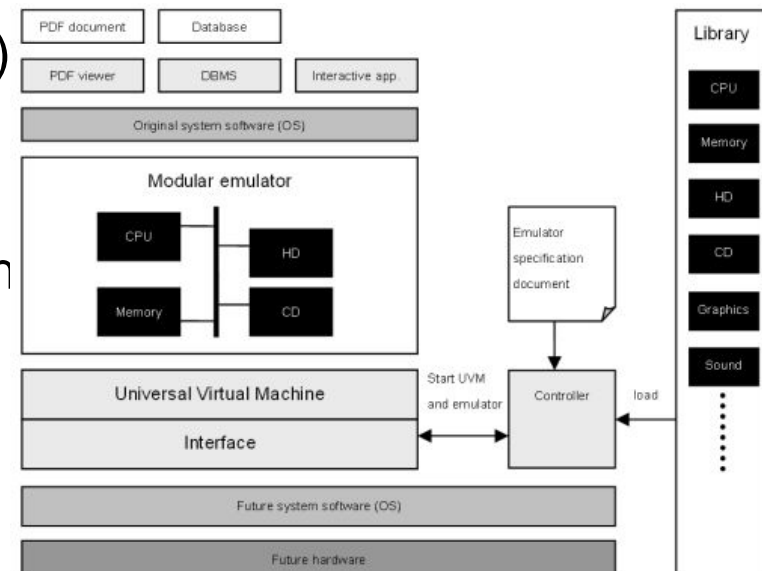 PDF document
Database
)
PDF viewer
DBMS
Interactive app.
Original system software (OS)
Modular emulator
CPU
HD
Memory
CD
Universal Virtual Machine
Interface
Start UVM
and emulator
Emulator
specification
document
Controller
load
Library
CPU
Memory
HD
CD
Graphics
Sound
Future system software (OS)
Future hardware